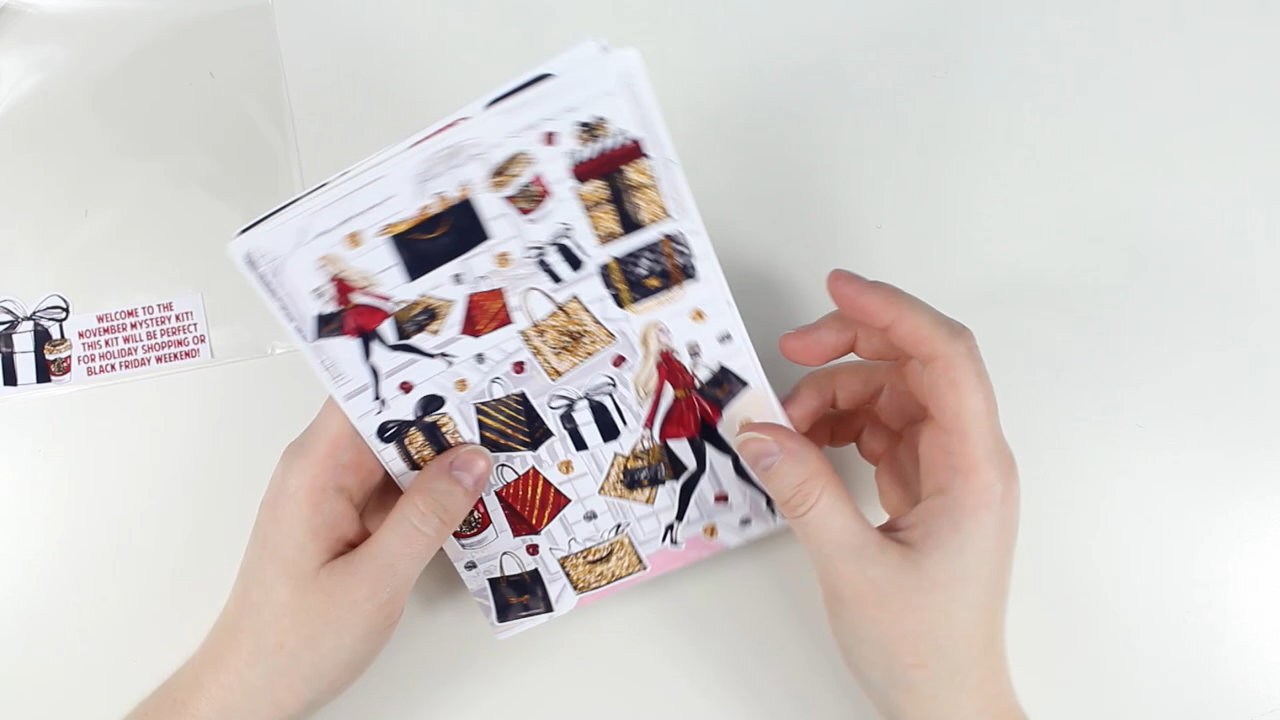 WELCOME TO THE
NOVEMBER MYSTERY KIT!
THIS KIT WILL BE PERFECT
FOR HOLIDAY SHOPPING OR
BLACK FRIDAY WEEKEND!